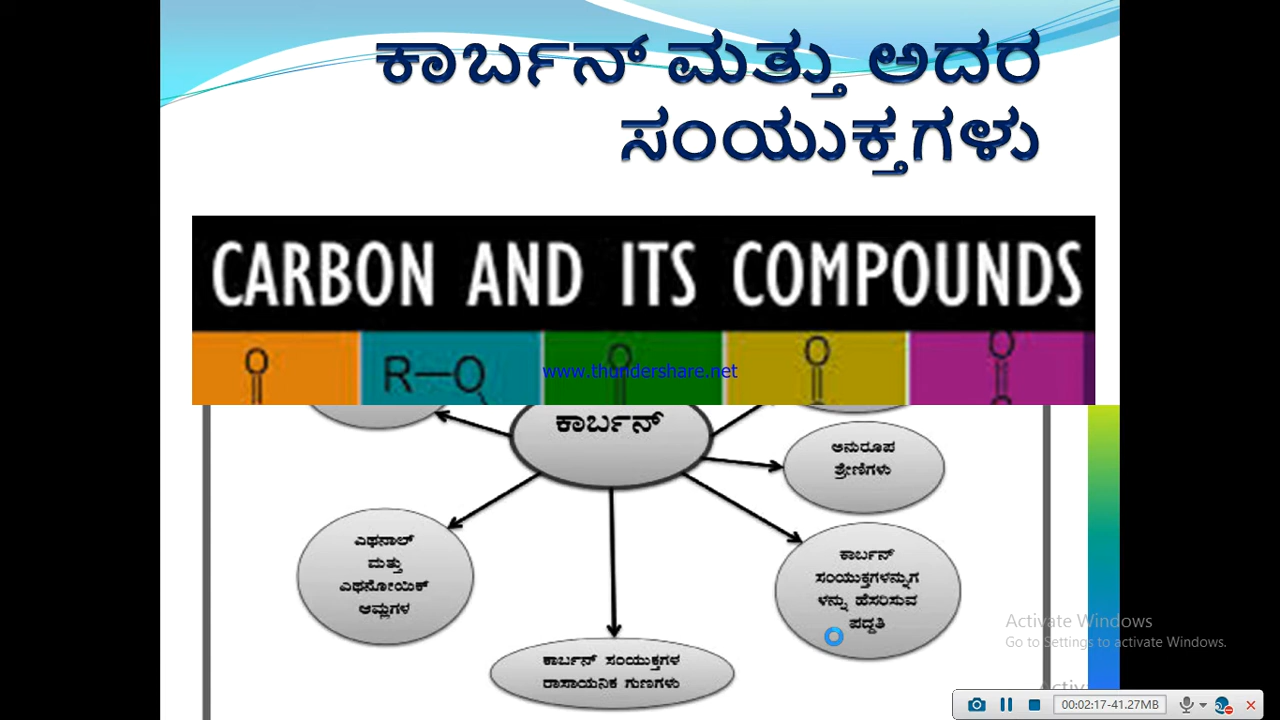 ಕಾರ್ಬನ್ ಮತ್ತು ಅದರ
ಸಂಯುಕ್ತಗಳು
CARBON AND ITS COMPOUNDS
O
R—O
O
O
O
www.thundershare.net
ಕಾರ್ಬನ್
ಅನುರೂಪ
ಶ್ರೇಣಿಗಳು
ಎಥನಾಲ್
ಮತ್ತು
ಎಥನೋಯಿಕ್
ಆಮ್ಲಗಳ
ಕಾರ್ಬನ್
ಸಂಯುಕ್ತಗಳನ್ನುಗ
ಳನ್ನು ಹೆಸರಿಸುವ
ಪದ್ದತಿ
ಕಾರ್ಬನ್ ಸಂಯುಕ್ತಗಳ
ರಾಸಾಯನಿಕ ಗುಣಗಳು
Activate Windows
Go to Settings to activate Windows.
Activ
00:02:17-41.27MB